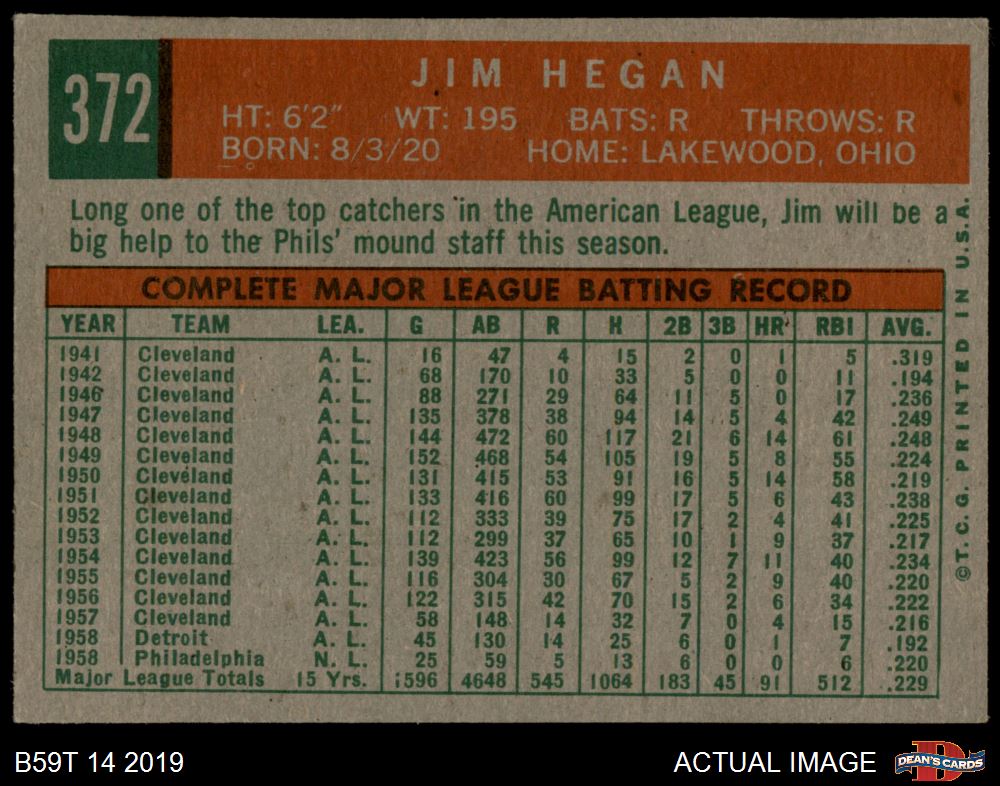 372
JIM HEGAN
HT: 6'2" WT: 195 BATS: R THROWS: R
BORN: 8/3/20 HOME: LAKEWOOD, OHIO
Long one of the top catchers in the American League, Jim will be a
big help to the Phils' mound staff this season.
COMPLETE MAJOR LEAGUE BATTING RECORD
YEAR TEAM LEA. G AB R H 2B 3B HR RBI AVG.
1941 Cleveland A. L. 16 47 4 15 2 0 1 5 .319
1942 Cleveland A. L. 68 170 10 33 5 0 0 11 .194
1946 Cleveland A. L. 88 271 29 64 11 5 0 17 .236
1947 Cleveland A. L. 135 378 38 94 14 5 4 42 .249
1948 Cleveland A. L. 144 472 60 117 21 6 14 61 .248
1949 Cleveland A. L. 152 468 54 105 19 5 8 55 .224
1950 Cleveland A. L. 131 415 53 91 16 5 14 58 .219
1951 Cleveland A. L. 133 416 60 99 17 5 6 43 .238
1952 Cleveland A. L. 112 333 39 75 17 2 4 41 .225
1953 Cleveland A. L. 112 299 37 65 10 1 9 37 .217
1954 Cleveland A. L. 139 423 56 99 12 7 11 40 .234
1955 Cleveland A. L. 116 304 30 67 5 2 9 40 .220
1956 Cleveland A. L. 122 315 42 70 15 2 6 34 .222
1957 Cleveland A. L. 58 148 14 32 7 0 4 15 .216
1958 Detroit A. L. 45 130 14 25 6 0 1 7 .192
1958 Philadelphia N. L. 25 59 5 13 6 0 0 6 .220
Major League Totals 15 Yrs. 1596 4648 545 1064 183 45 91 512 .229
©T. C. G. PRINTED IN U.S.A.
B59T 14 2019
ACTUAL IMAGE
D
DEAN'S CARDS